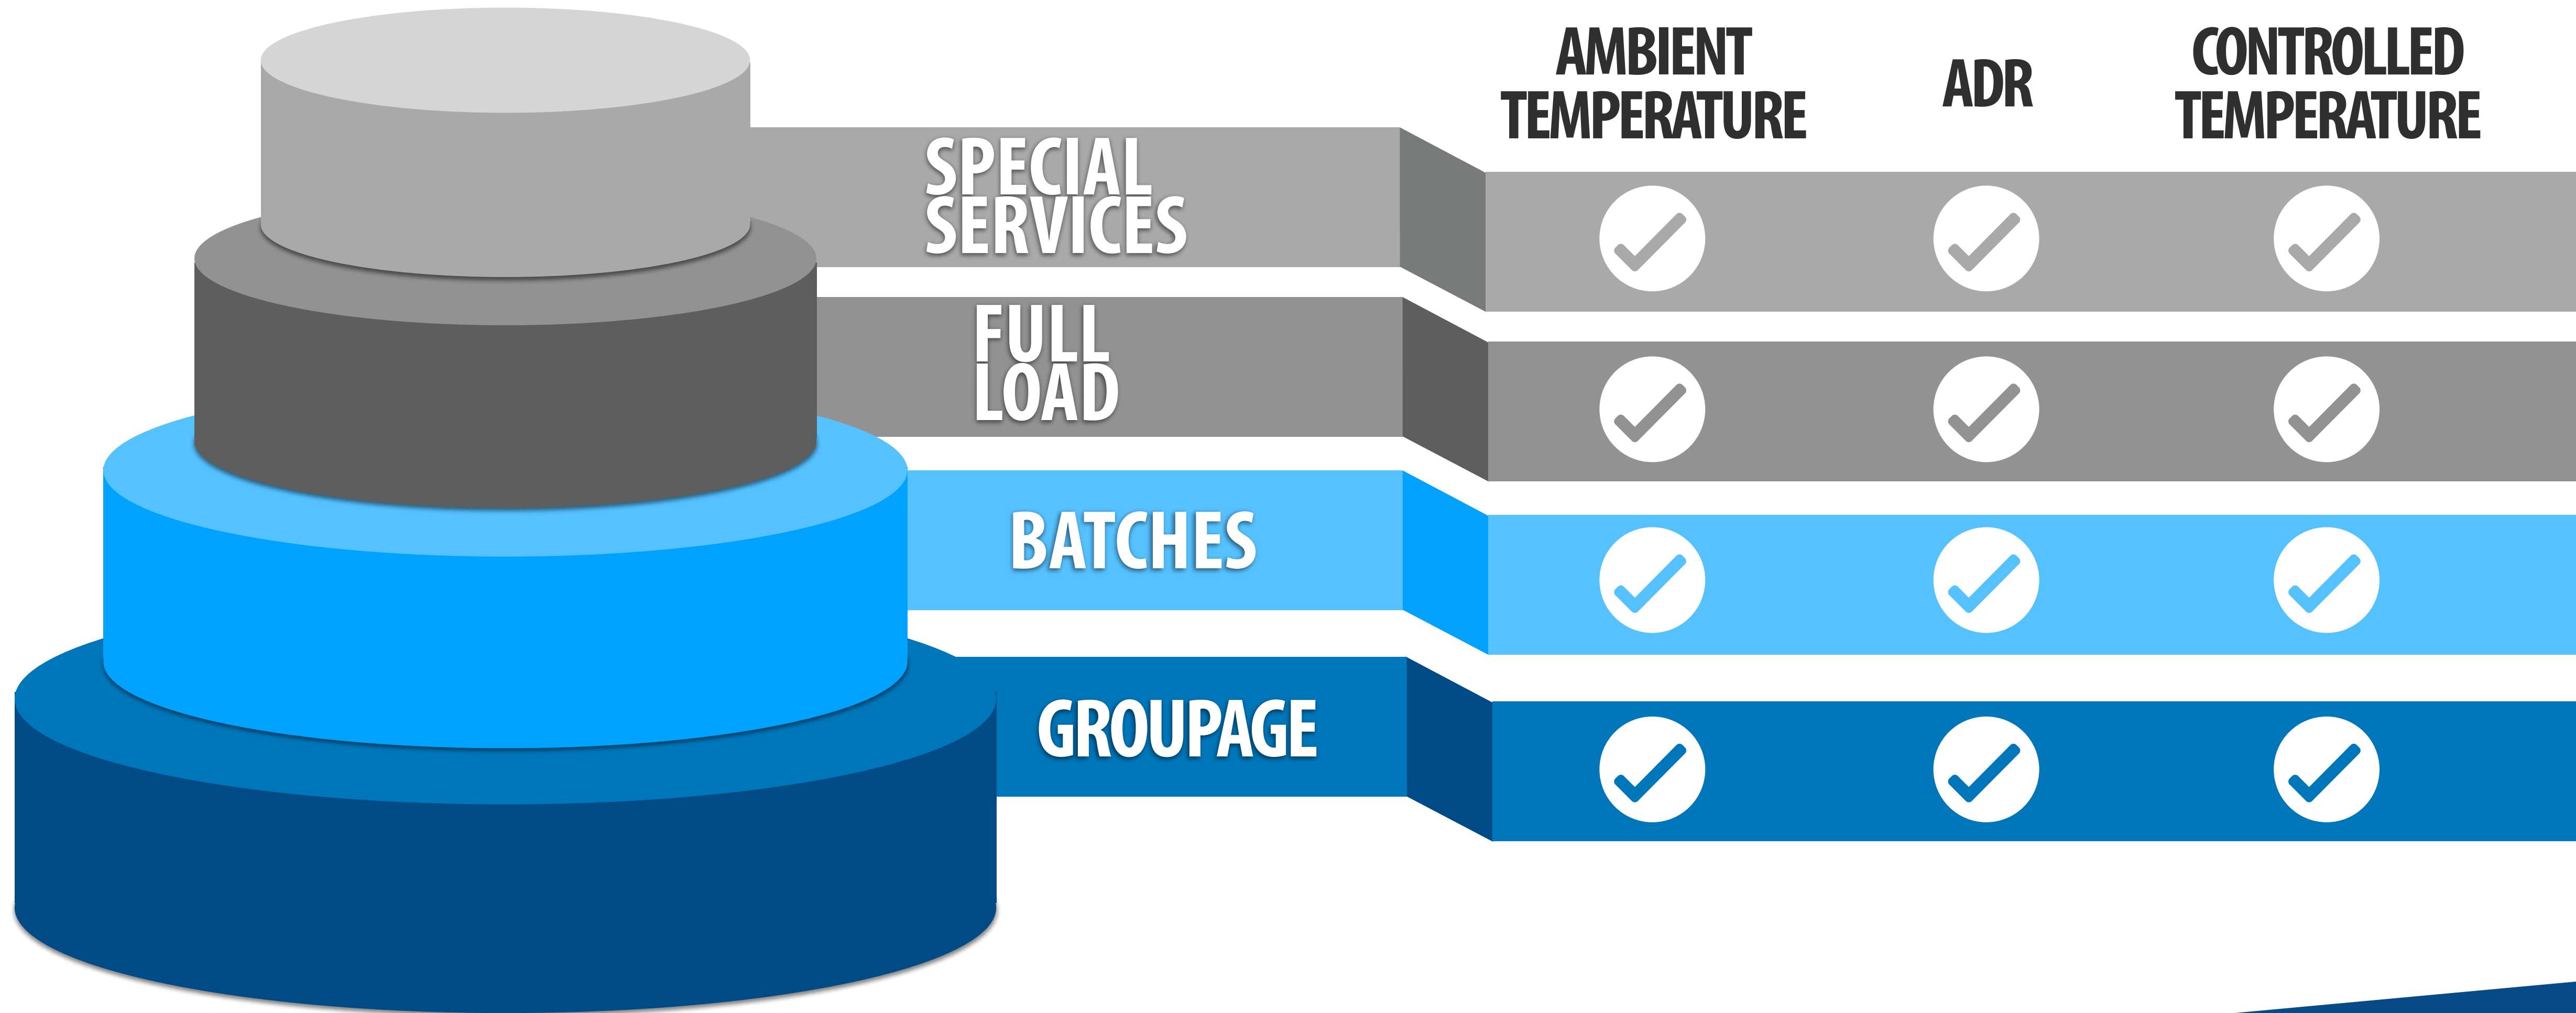 AMBIENT
TEMPERATURE
ADR
CONTROLLED
TEMPERATURE
SPECIAL
SERVICES
FULL
LOAD
BATCHES
GROUPAGE